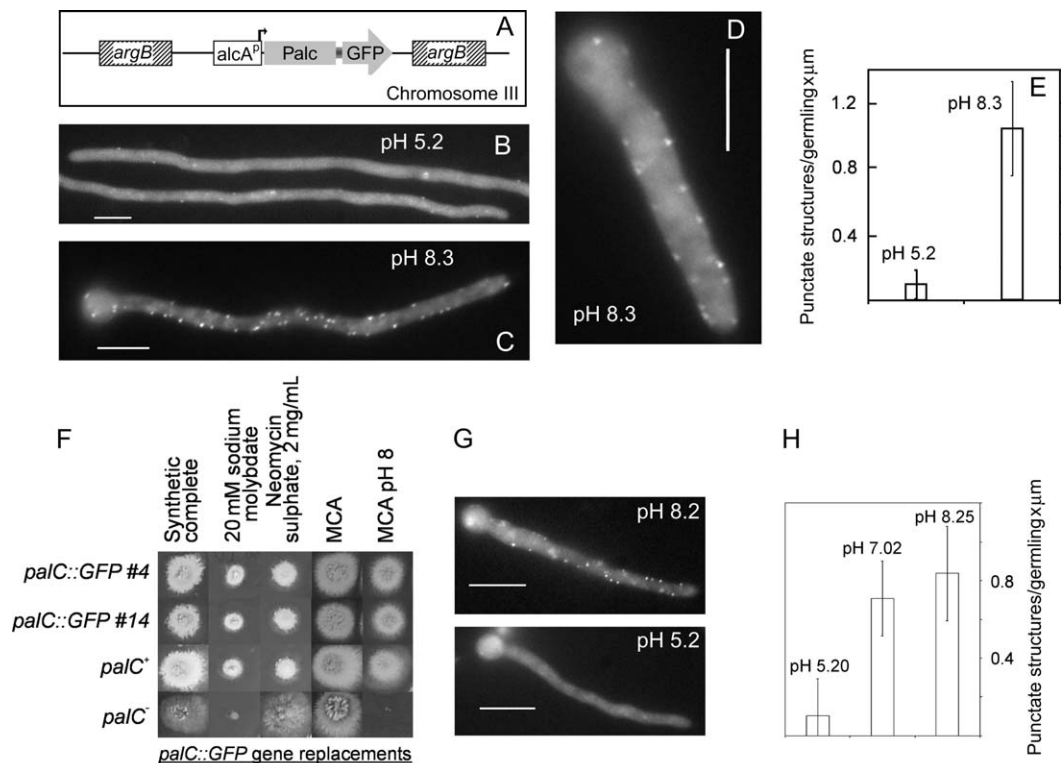 A
argB
alcAᵖ
Palc
GFP
argB
Chromosome III
pH 5.2
B
pH 8.3
C
D
pH 8.3
E
Punctate structures/germling x µm
1.2
0.8
0.4
pH 5.2
pH 8.3
F
Synthetic complete
20 mM sodium molybdate
Neomycin sulphate, 2 mg/mL
MCA
MCA pH 8
palC::GFP #4
palC::GFP #14
palC⁺
palC⁻
palC::GFP gene replacements
G
pH 8.2
pH 5.2
H
pH 5.20
pH 7.02
pH 8.25
0.8
0.4
Punctate structures/germling x µm